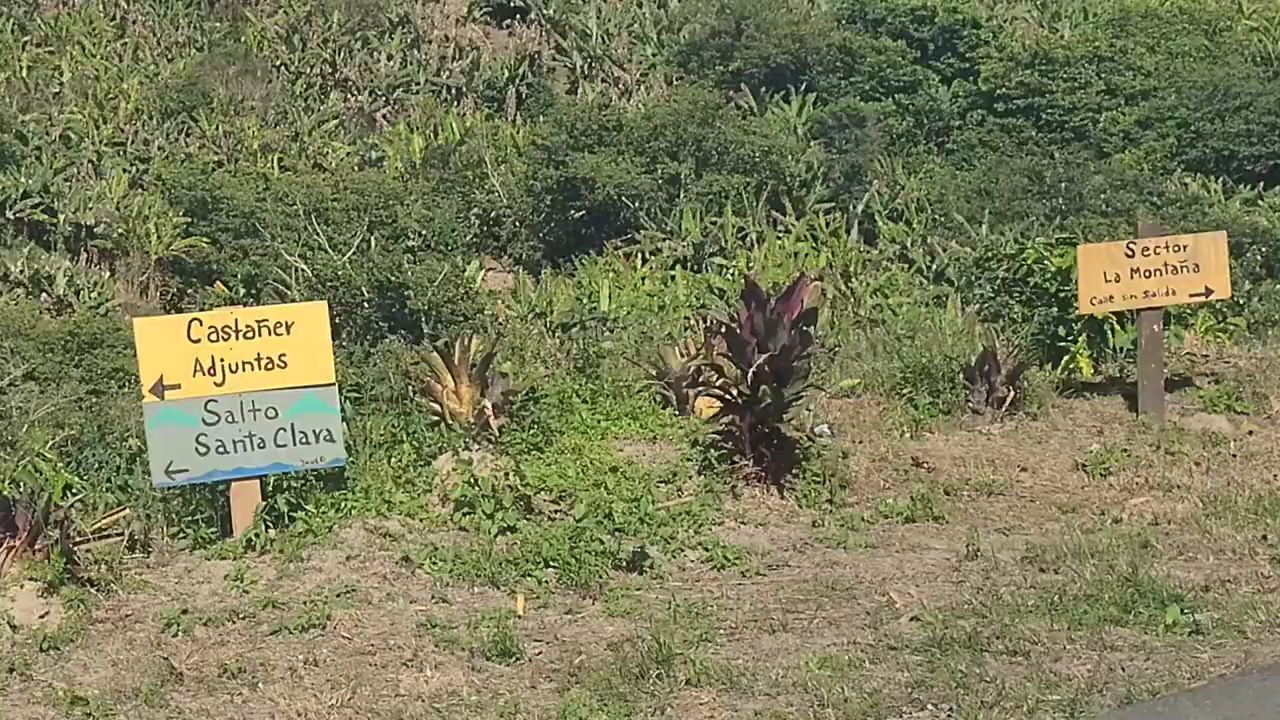 Castañer
Adjuntas
Salto
Santa Clara
Sector
La Montaña
Calle sin Salida